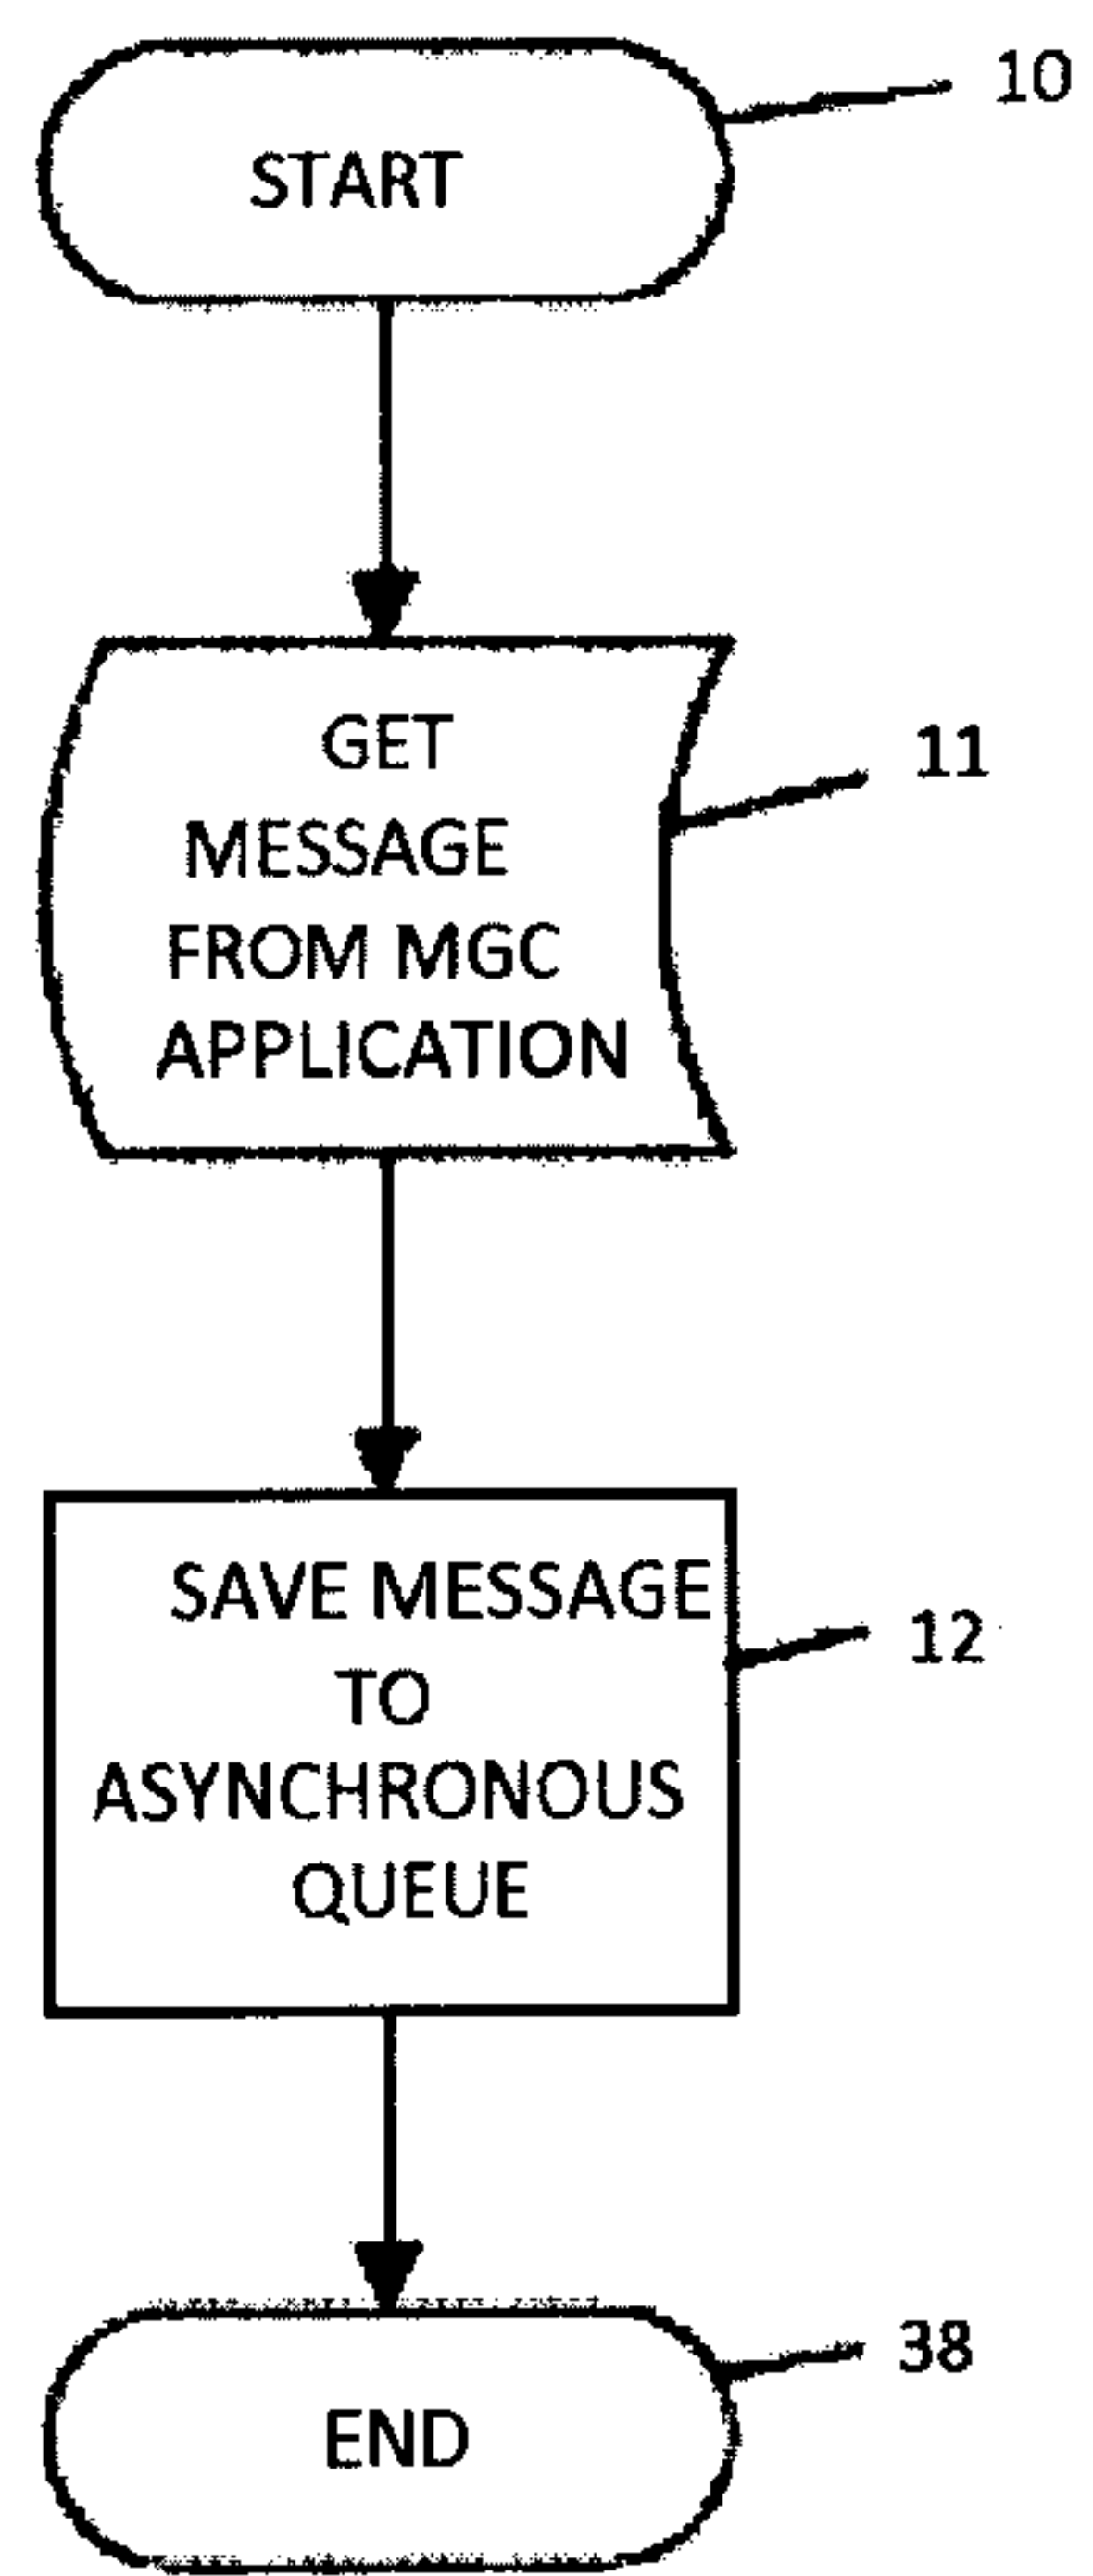 START
10
GET
MESSAGE
FROM MGC
APPLICATION
11
SAVE MESSAGE
TO
ASYNCHRONOUS
QUEUE
12
END
38